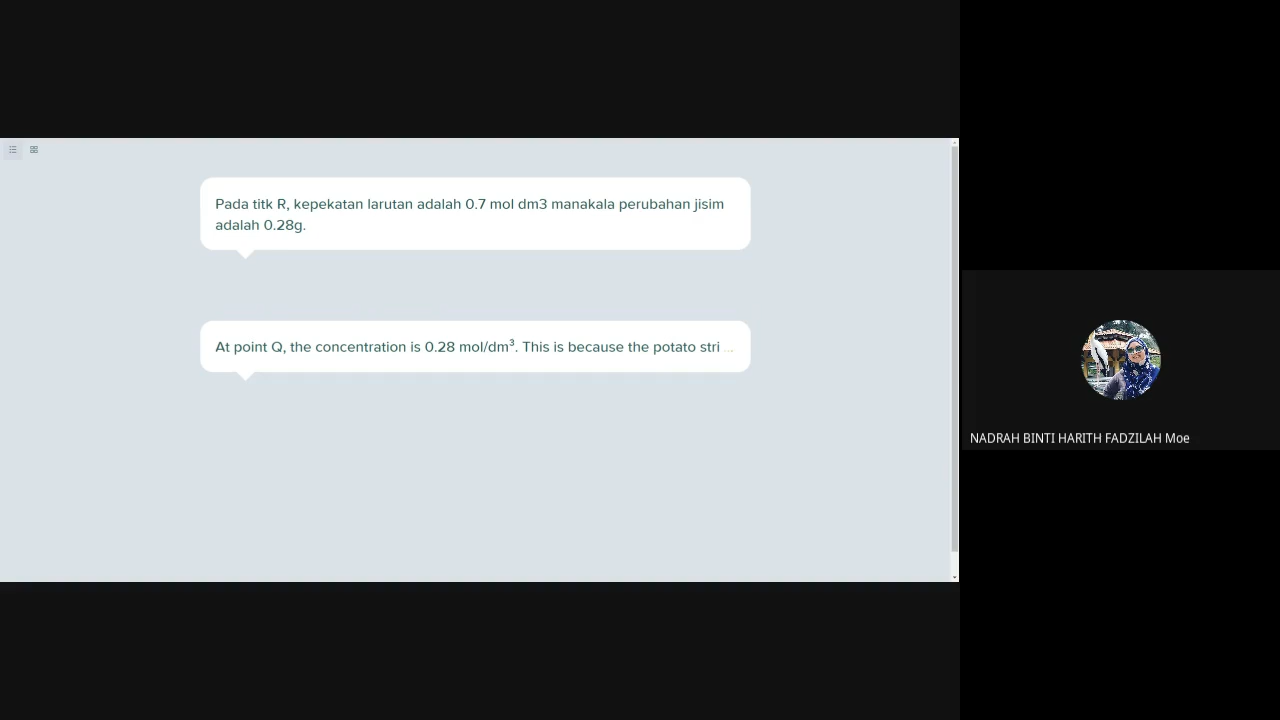 Pada titk R, kepekatan larutan adalah 0.7 mol dm3 manakala perubahan jisim
adalah 0.28g.
At point Q, the concentration is 0.28 mol/dm³. This is because the potato stri ...
NADRAH BINTI HARITH FADZILAH Moe